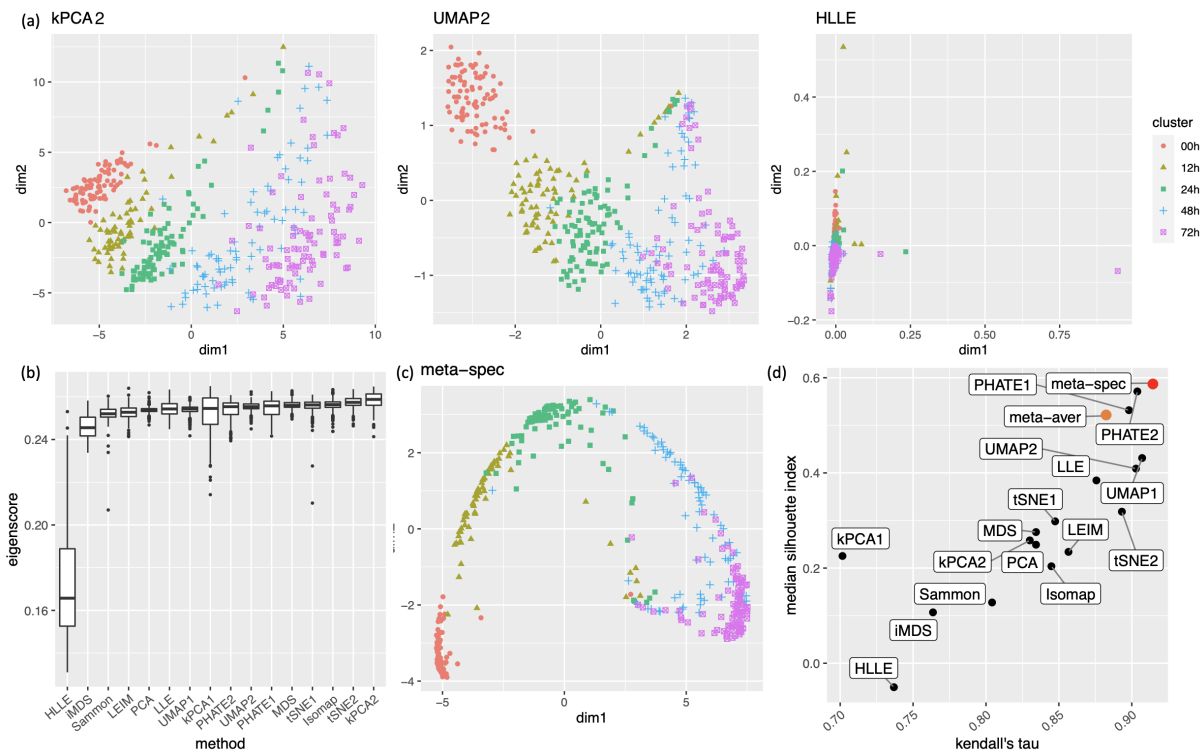 (a) kPCA2
UMAP2
HLLE
10
5
0
−5
dim2
−5
0
5
10
dim1
2
1
0
−1
dim2
−2
0
2
dim1
0.4
0.2
0.0
−0.2
dim2
0.00
0.25
0.50
0.75
dim1
cluster
00h
12h
24h
48h
72h
(b)
0.24
0.20
0.16
eigenscore
HLLE
iMDS
Sammon
LEIM
PCA
LLE
UMAP1
kPCA1
PHATE2
UMAP2
PHATE1
MDS
tSNE1
Isomap
tSNE2
kPCA2
method
(c) meta−spec
2
0
−2
−4
−5
0
5
dim1
(d)
0.6
0.4
0.2
0.0
median silhouette index
PHATE1
meta−spec
meta−aver
PHATE2
UMAP2
LLE
UMAP1
tSNE1
MDS
LEIM
kPCA1
kPCA2
PCA
tSNE2
Sammon
Isomap
iMDS
HLLE
0.70
0.75
0.80
0.85
0.90
kendall's tau